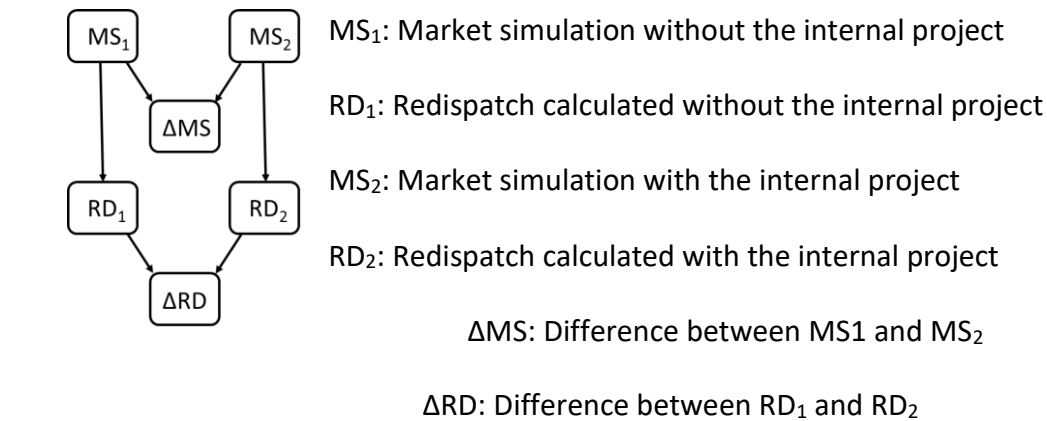 MS₁
MS₂
ΔMS
RD₁
RD₂
ΔRD
MS₁: Market simulation without the internal project
RD₁: Redispatch calculated without the internal project
MS₂: Market simulation with the internal project
RD₂: Redispatch calculated with the internal project
ΔMS: Difference between MS1 and MS₂
ΔRD: Difference between RD₁ and RD₂